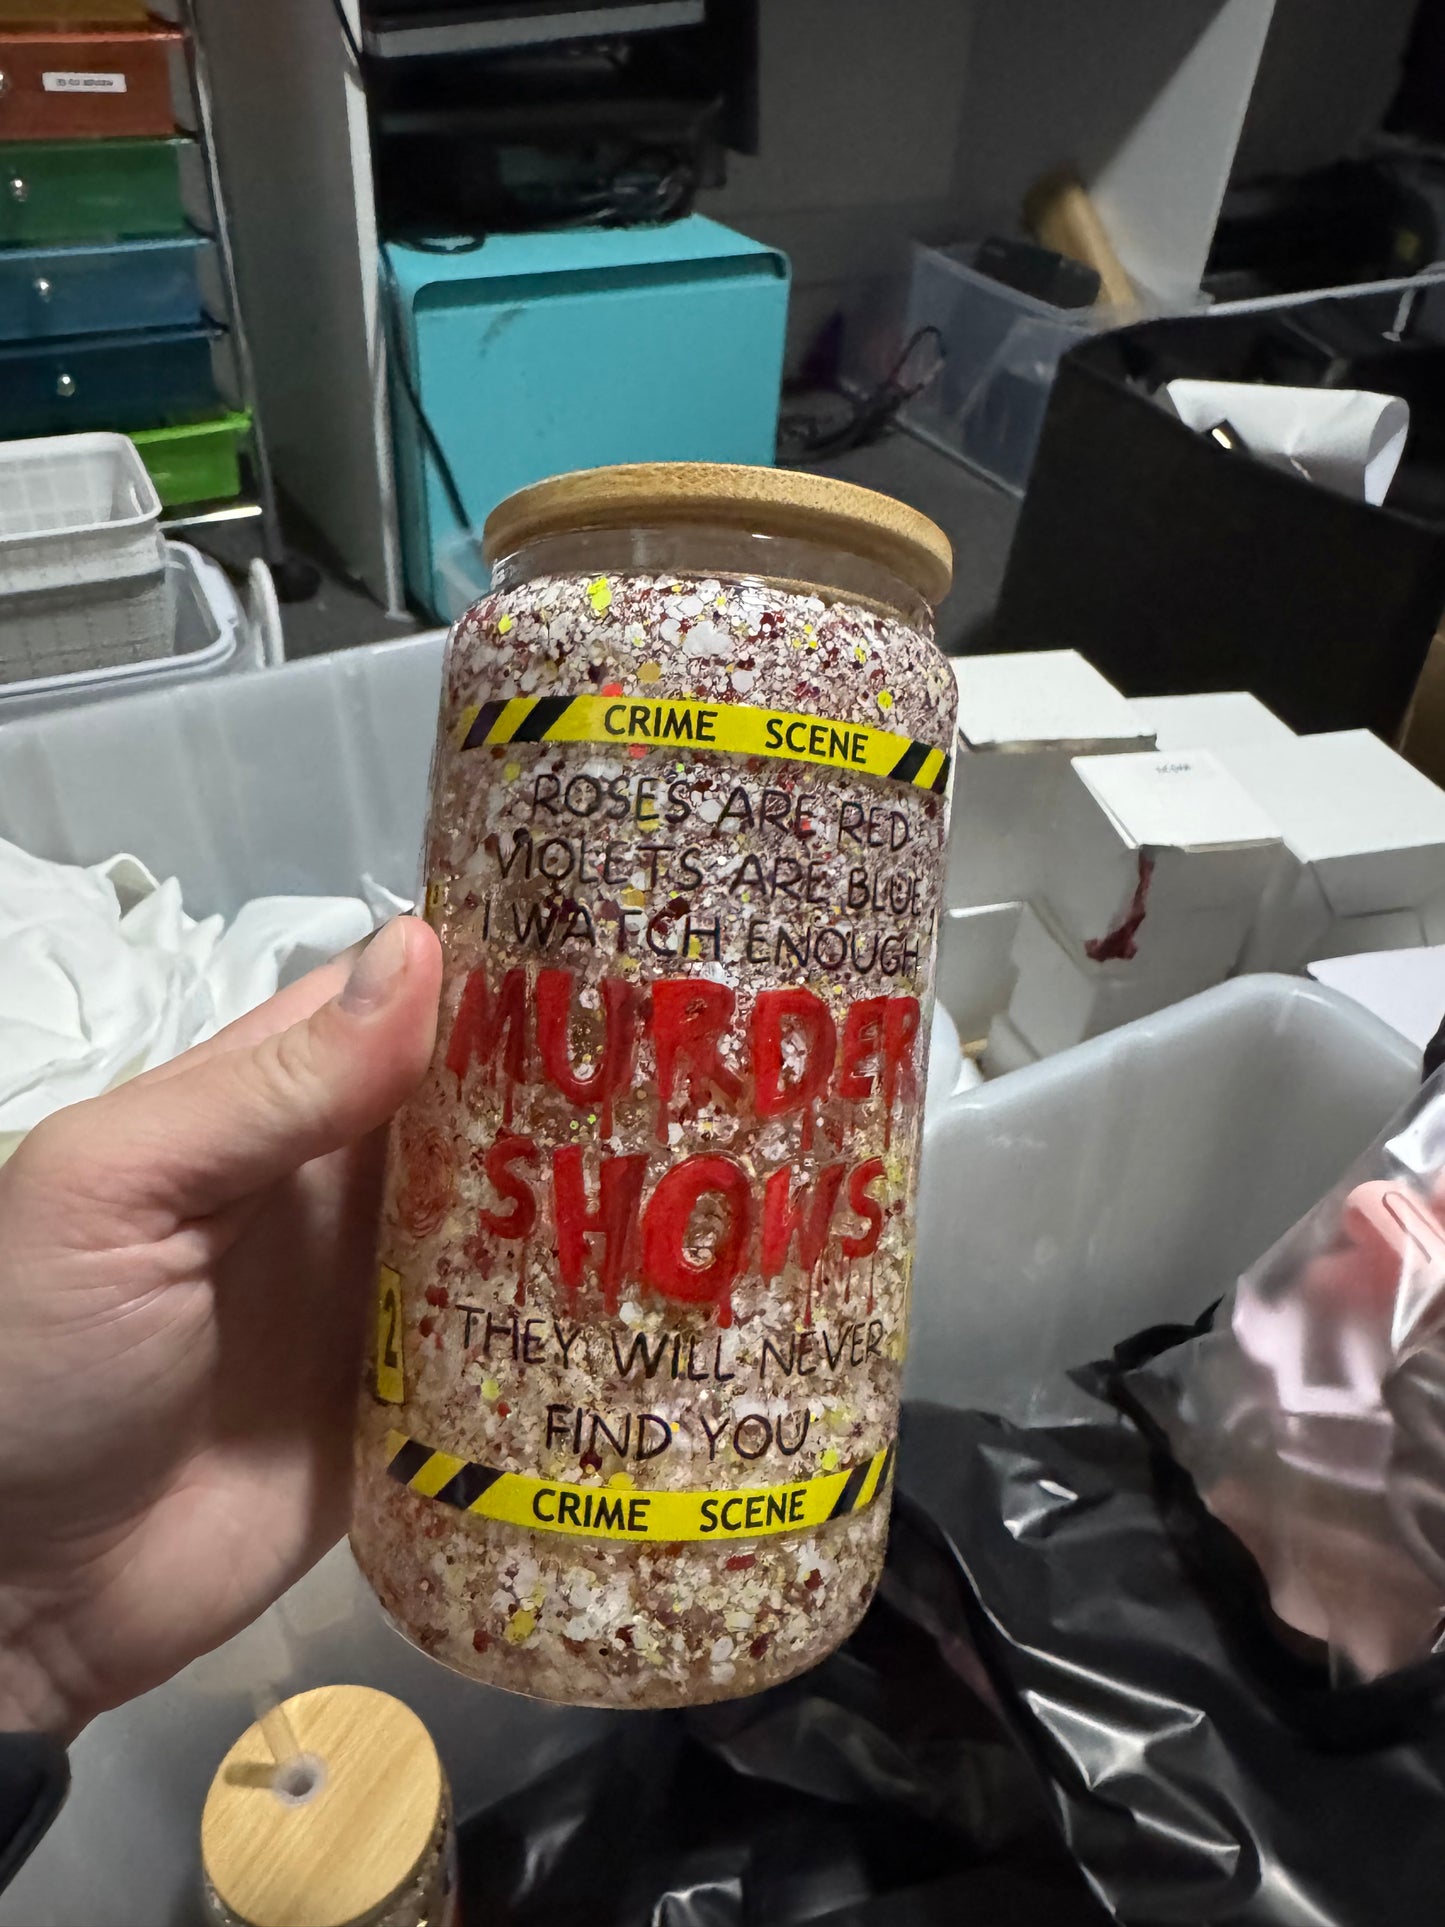 CRIME SCENE
ROSES ARE RED
VIOLETS ARE BLUE
I WATCH ENOUGH
MURDER
SHOWS
THEY WILL NEVER
FIND YOU
CRIME SCENE
2